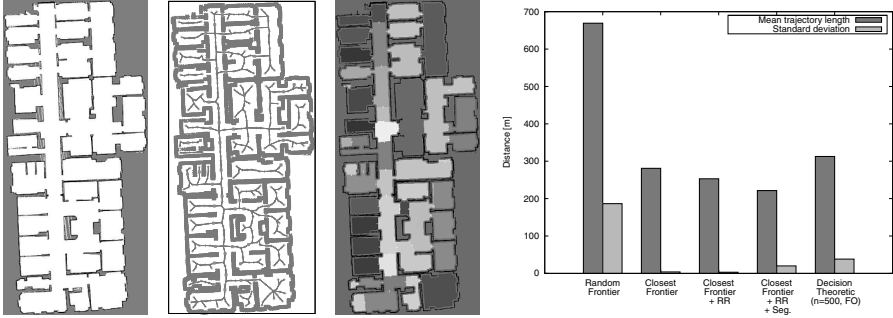 Mean trajectory length
Standard deviation
Distance [m]
700
600
500
400
300
200
100
0
Random Frontier
Closest Frontier
Closest Frontier + RR
Closest Frontier + RR + Seg.
Decision Theoretic (n=500, FO)